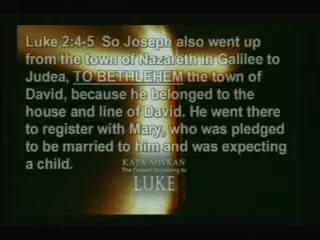 Luke 2:4-5  So Joseph also went up
from the town of Nazareth in Galilee to
Judea, TO BETHLEHEM the town of
David, because he belonged to the
house and line of David. He went there
to register with Mary, who was pledged
to be married to him and was expecting
a child.
ΚΑΤΑ ΛΟΥΚΑΝ
The Gospel According to
LUKE